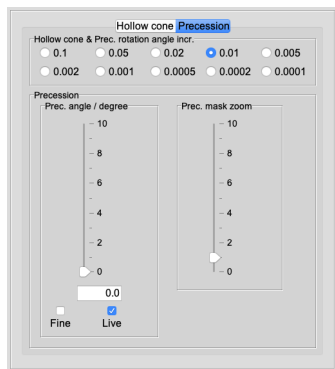 Hollow cone Precession
Hollow cone & Prec. rotation angle incr.
0.1 0.05 0.02 0.01 0.005
0.002 0.001 0.0005 0.0002 0.0001
Precession
Prec. angle / degree Prec. mask zoom
10 10
8 8
6 6
4 4
2 2
0 0
0.0
Fine Live